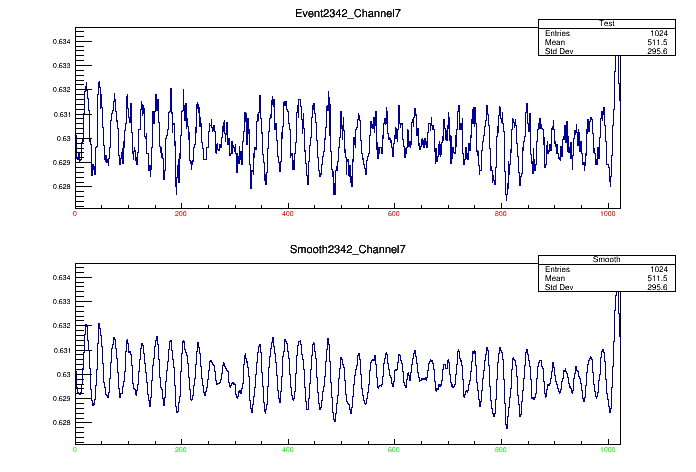 Event2342_Channel7
Test
Entries 1024
Mean 511.5
Std Dev 295.6
0.634
0.633
0.632
0.631
0.63
0.629
0.628
0 200 400 600 800 1000
Smooth2342_Channel7
Smooth
Entries 1024
Mean 511.5
Std Dev 295.6
0.634
0.633
0.632
0.631
0.63
0.629
0.628
0 200 400 600 800 1000